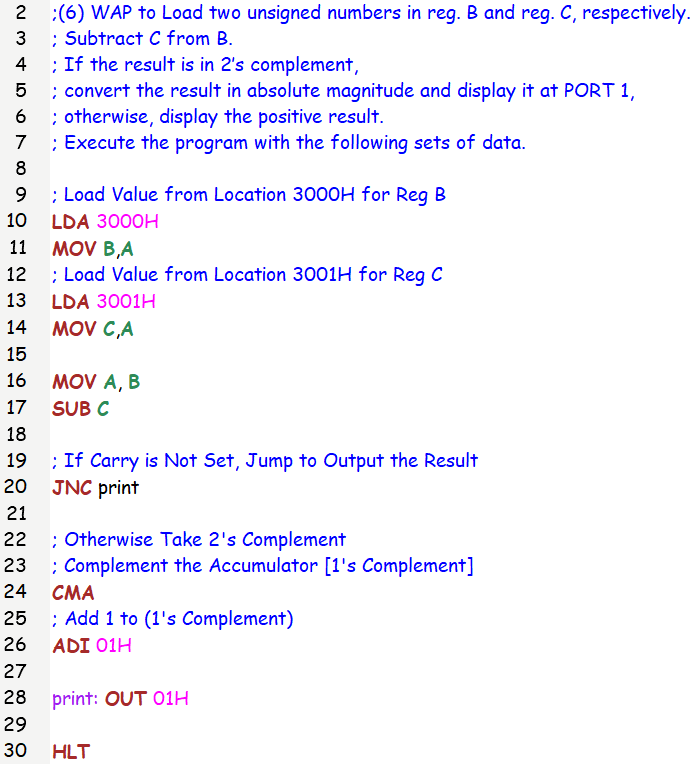 2 ;(6) WAP to Load two unsigned numbers in reg. B and reg. C, respectively.
3 ; Subtract C from B.
4 ; If the result is in 2's complement,
5 ; convert the result in absolute magnitude and display it at PORT 1,
6 ; otherwise, display the positive result.
7 ; Execute the program with the following sets of data.
8
9 ; Load Value from Location 3000H for Reg B
10 LDA 3000H
11 MOV B,A
12 ; Load Value from Location 3001H for Reg C
13 LDA 3001H
14 MOV C,A
15
16 MOV A, B
17 SUB C
18
19 ; If Carry is Not Set, Jump to Output the Result
20 JNC print
21
22 ; Otherwise Take 2's Complement
23 ; Complement the Accumulator [1's Complement]
24 CMA
25 ; Add 1 to (1's Complement)
26 ADI 01H
27
28 print: OUT 01H
29
30 HLT